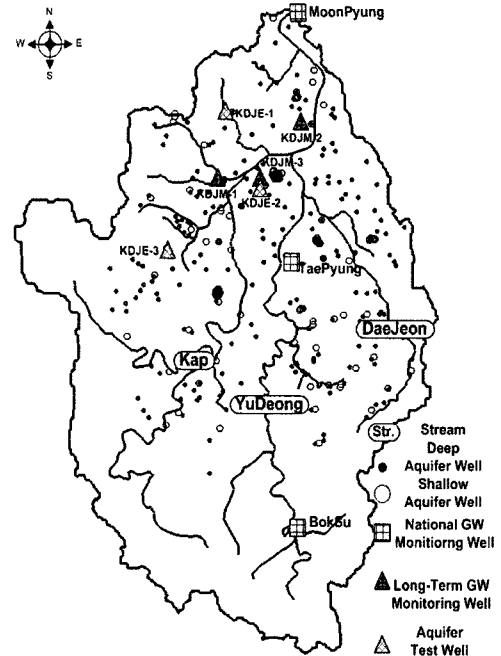 N
W E
S
MoonPyung
KDJE-1
KDJM-2
KDJM-3
KDJM-1
KDJE-2
KDJE-3
TaePyung
DaeJeon
Kap
YuDeong
Str.
Stream
Deep
Aquifer Well
Shallow
Aquifer Well
National GW
Monitiorng Well
BokSu
Long-Term GW
Monitoring Well
Aquifer
Test Well